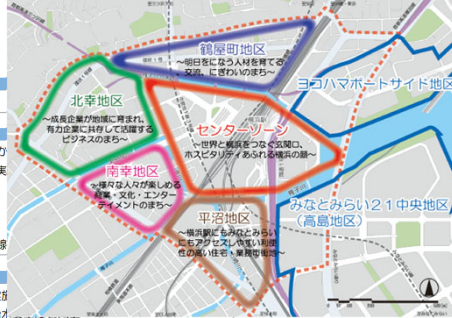 鶴屋町地区
～明日をになう人材を育てる
交流、にぎわいのまち～
北幸地区
～成長企業が地域に育まれ、
有力企業に共存して活躍する
ビジネスのまち～
ヨコハマポートサイド地区
センターゾーン
～世界と横浜をつなぐ玄関口、
ホスピタリティあふれる横浜の顔～
南幸地区
～様々な人々が楽しめる
商業・文化・エンター
テイメントのまち～
みなとみらい21中央地区
（高島地区）
平沼地区
～横浜駅にもみなとみらい
にもアクセスしやすい利便
性の高い住宅・業務市街地～